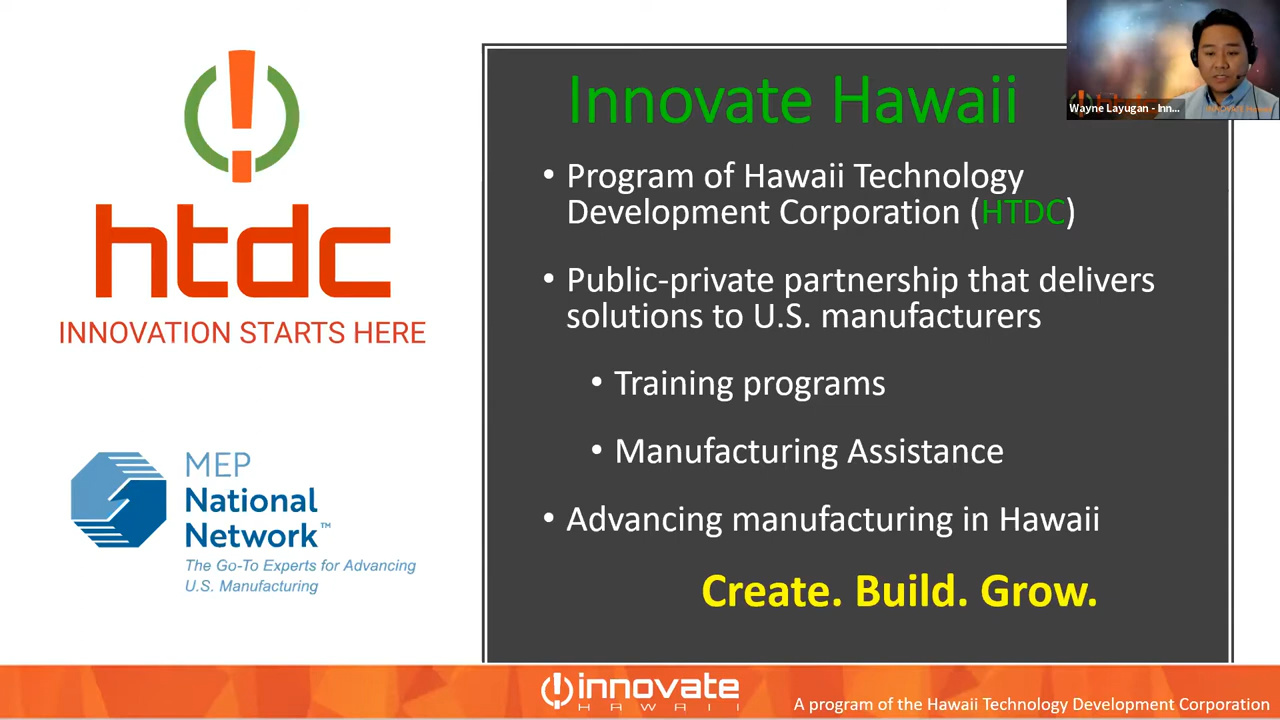 htdc
INNOVATION STARTS HERE
MEP
National
Network™
The Go-To Experts for Advancing
U.S. Manufacturing
Innovate Hawaii
• Program of Hawaii Technology
Development Corporation (HTDC)
• Public-private partnership that delivers
solutions to U.S. manufacturers
• Training programs
• Manufacturing Assistance
• Advancing manufacturing in Hawaii
Create. Build. Grow.
Wayne Layugan - Inn...
innovate
HAWAII
A program of the Hawaii Technology Development Corporation